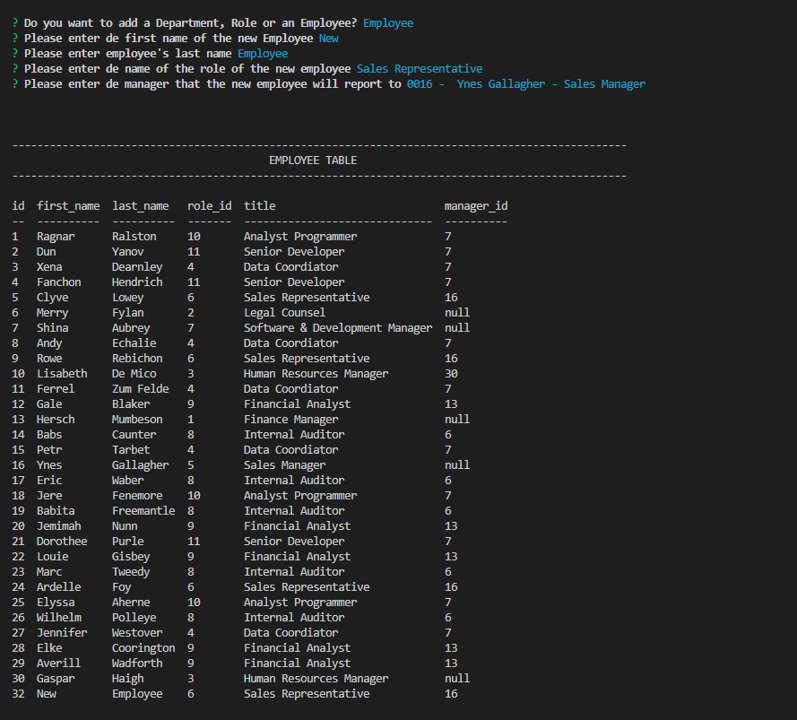 ? Do you want to add a Department, Role or an Employee? Employee
? Please enter de first name of the new Employee New
? Please enter employee's last name Employee
? Please enter de name of the role of the new employee Sales Representative
? Please enter de manager that the new employee will report to 0016 -  Ynes Gallagher - Sales Manager
--------------------------------------------------------------------------------------------------
EMPLOYEE TABLE
--------------------------------------------------------------------------------------------------
id  first_name  last_name   role_id  title                           manager_id
--  ----------  ----------  -------  ------------------------------  ----------
1   Ragnar      Ralston     10       Analyst Programmer              7
2   Dun         Yanov       11       Senior Developer                7
3   Xena        Dearnley    4        Data Coordiator                 7
4   Fanchon     Hendrich    11       Senior Developer                7
5   Clyve       Lowey       6        Sales Representative            16
6   Merry       Fylan       2        Legal Counsel                   null
7   Shina       Aubrey      7        Software & Development Manager  null
8   Andy        Echalie     4        Data Coordiator                 7
9   Rowe        Rebichon    6        Sales Representative            16
10  Lisabeth    De Mico     3        Human Resources Manager         30
11  Ferrel      Zum Felde   4        Data Coordiator                 7
12  Gale        Blaker      9        Financial Analyst               13
13  Hersch      Mumbeson    1        Finance Manager                 null
14  Babs        Caunter     8        Internal Auditor                6
15  Petr        Tarbet      4        Data Coordiator                 7
16  Ynes        Gallagher   5        Sales Manager                   null
17  Eric        Waber       8        Internal Auditor                6
18  Jere        Fenemore    10       Analyst Programmer              7
19  Babita      Freemantle  8        Internal Auditor                6
20  Jemimah     Nunn        9        Financial Analyst               13
21  Dorothee    Purle       11       Senior Developer                7
22  Louie       Gisbey      9        Financial Analyst               13
23  Marc        Tweedy      8        Internal Auditor                6
24  Ardelle     Foy         6        Sales Representative            16
25  Elyssa      Aherne      10       Analyst Programmer              7
26  Wilhelm     Polleye     8        Internal Auditor                6
27  Jennifer    Westover    4        Data Coordiator                 7
28  Elke        Coorington  9        Financial Analyst               13
29  Averill     Wadforth    9        Financial Analyst               13
30  Gaspar      Haigh       3        Human Resources Manager         null
32  New         Employee    6        Sales Representative            16